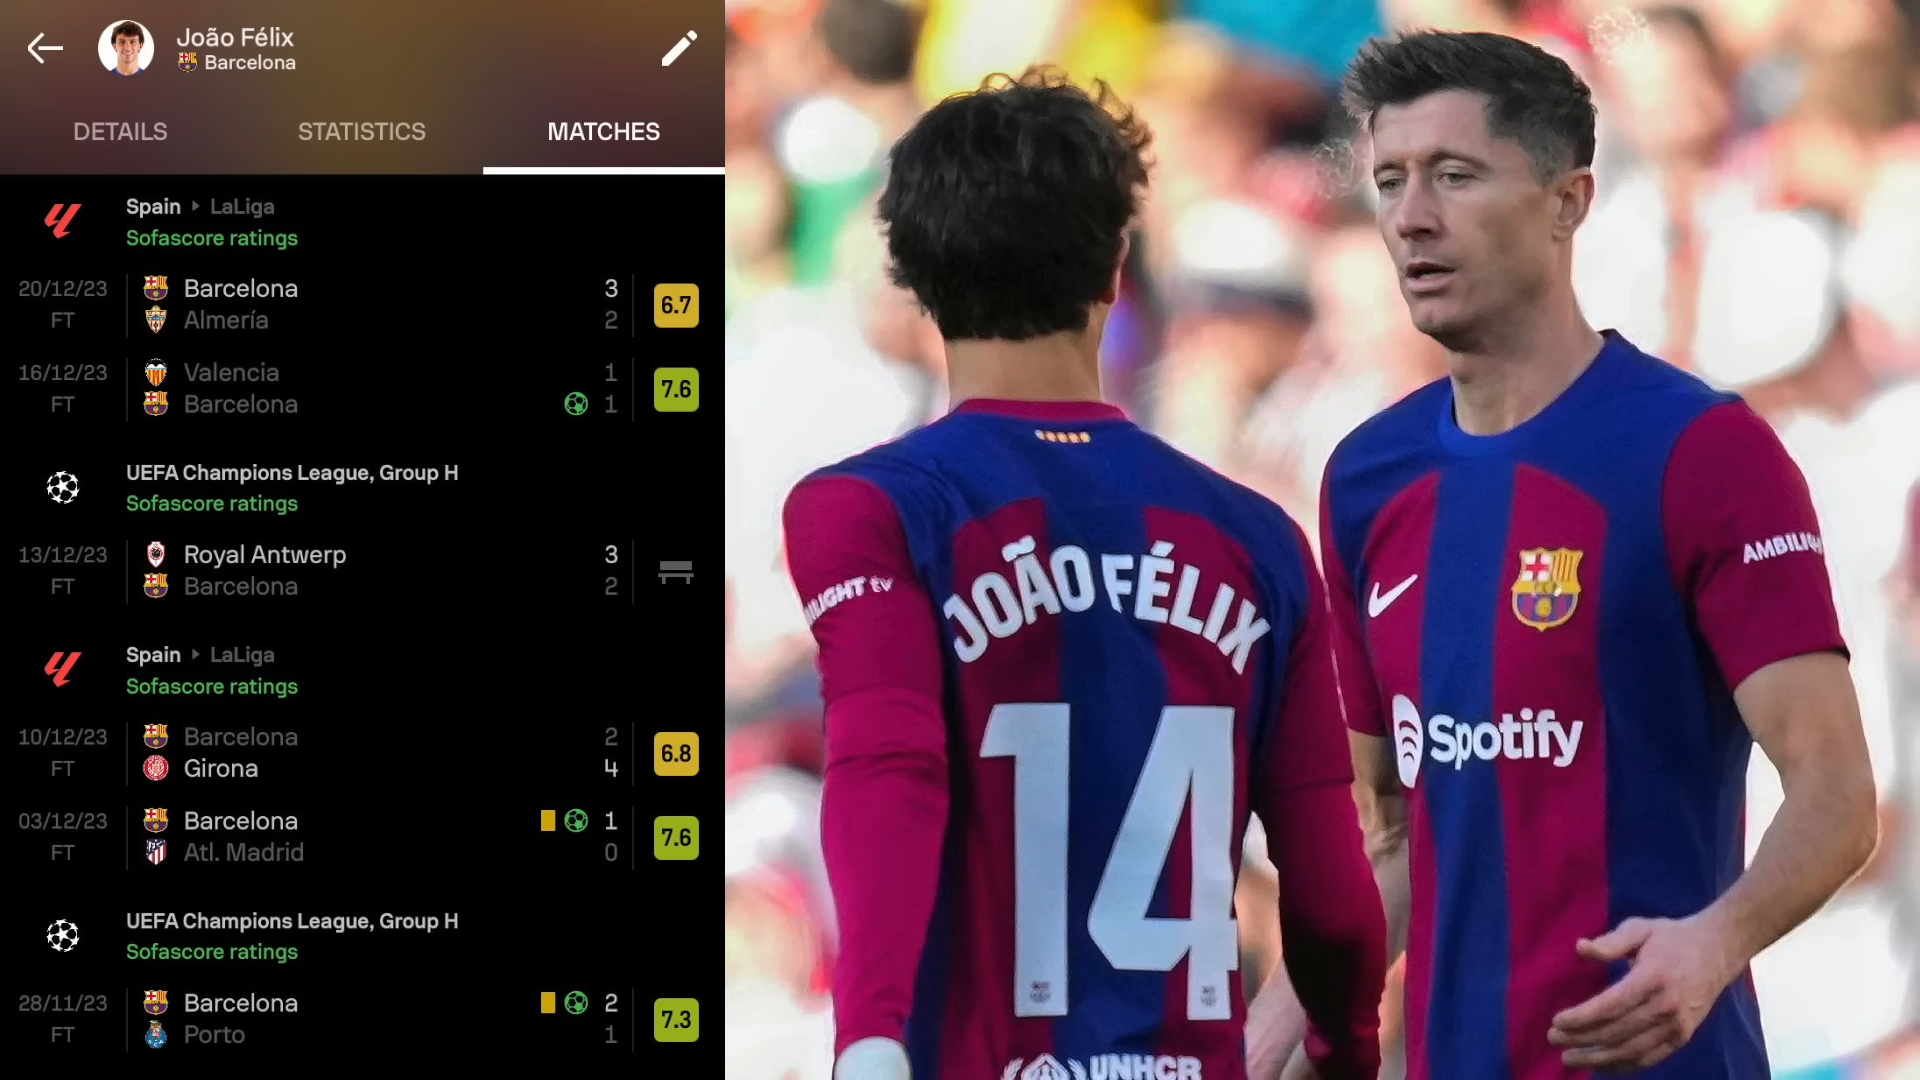 João Félix
Barcelona
DETAILS
STATISTICS
MATCHES
Spain LaLiga
Sofascore ratings
20/12/23 Barcelona 3
FT Almería 2
6.7
16/12/23 Valencia 1
FT Barcelona 1
7.6
UEFA Champions League, Group H
Sofascore ratings
13/12/23 Royal Antwerp 3
FT Barcelona 2
Spain LaLiga
Sofascore ratings
10/12/23 Barcelona 2
FT Girona 4
6.8
03/12/23 Barcelona 1
FT Atl. Madrid 0
7.6
UEFA Champions League, Group H
Sofascore ratings
28/11/23 Barcelona 2
FT Porto 1
7.3
JOÃO FÉLIX
14
UNHCR
Spotify